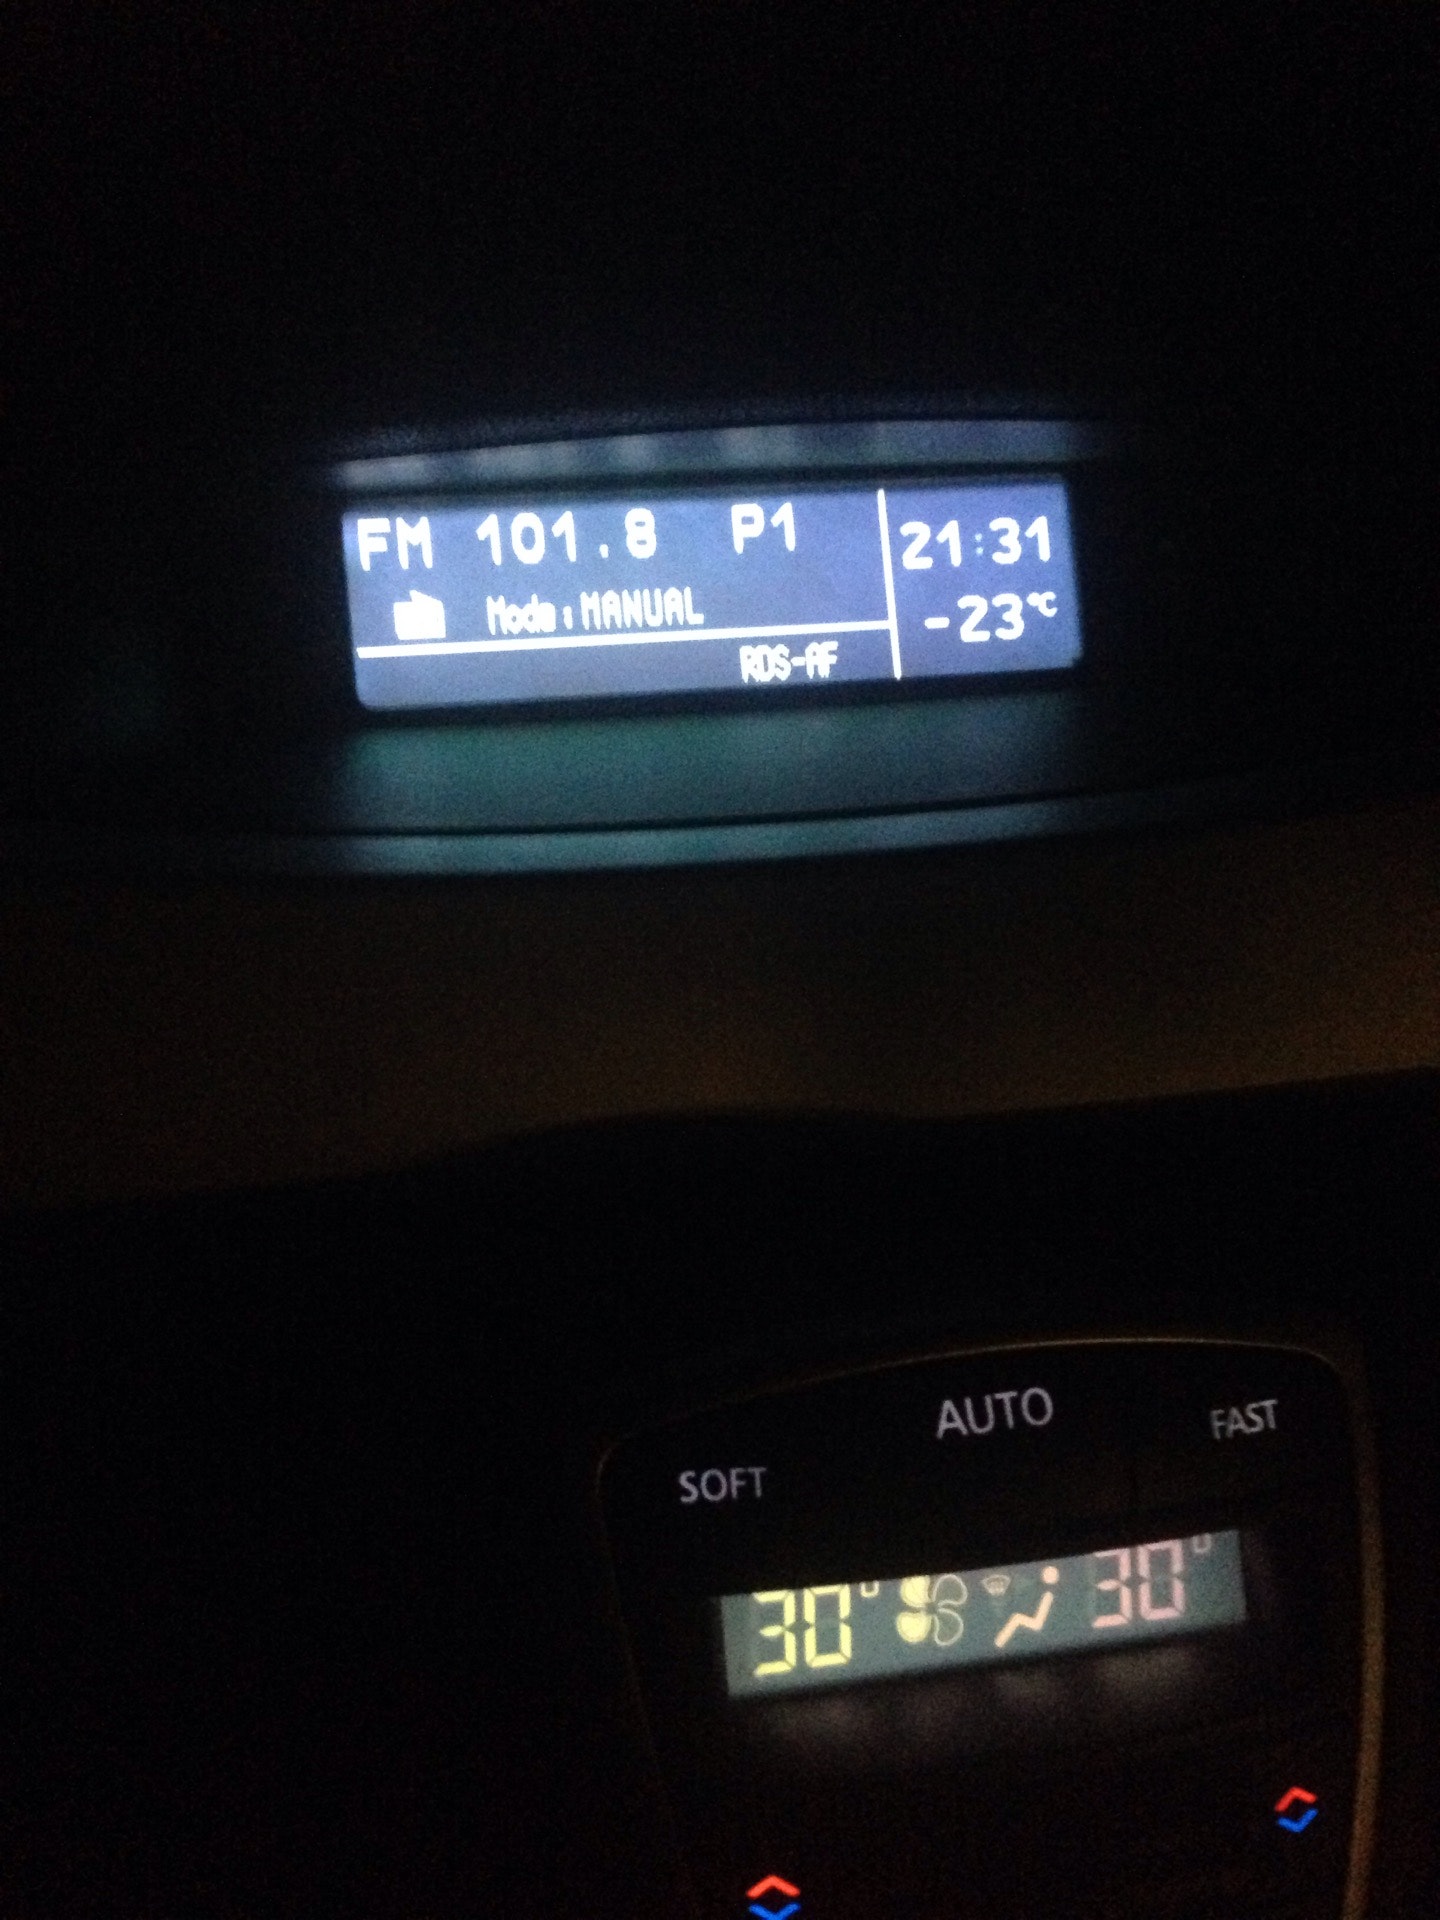 FM 101.8 P1
Mode:MANUAL
RDS-AF
21:31
-23°C
AUTO
SOFT FAST
30° 30°